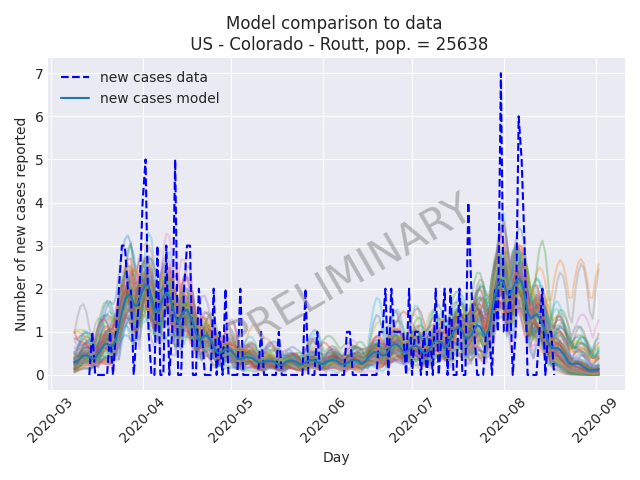 Model comparison to data
US - Colorado - Routt, pop. = 25638
new cases data
new cases model
Number of new cases reported
7
6
5
4
3
2
1
0
PRELIMINARY
2020-03
2020-04
2020-05
2020-06
2020-07
2020-08
2020-09
Day